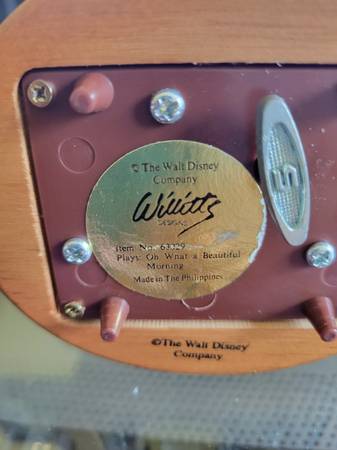 © The Walt Disney
Company
Willitts
DESIGNS
Item No. 63029
Plays: Oh What a Beautiful
Morning
Made in The Philippines
©The Walt Disney
Company